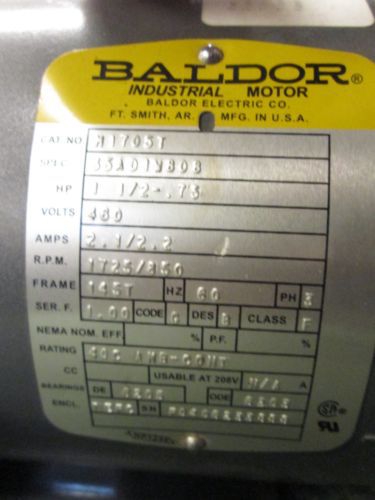 BALDOR®
INDUSTRIAL MOTOR
BALDOR ELECTRIC CO.
FT. SMITH, AR. MFG. IN U.S.A.
CAT. NO. M1705T
SPEC. 35A01W808
HP 1 1/2-.75
VOLTS 460
AMPS 2.1/2.2
R.P.M. 1725/850
FRAME 145T HZ 60 PH 3
SER. F. 1.00 CODE DES B CLASS F
NEMA NOM. EFF. % P.F. %
RATING 40C AMB-CONT
CC USABLE AT 208V N/A A
BEARINGS DE ODE
ENCL. S.N.